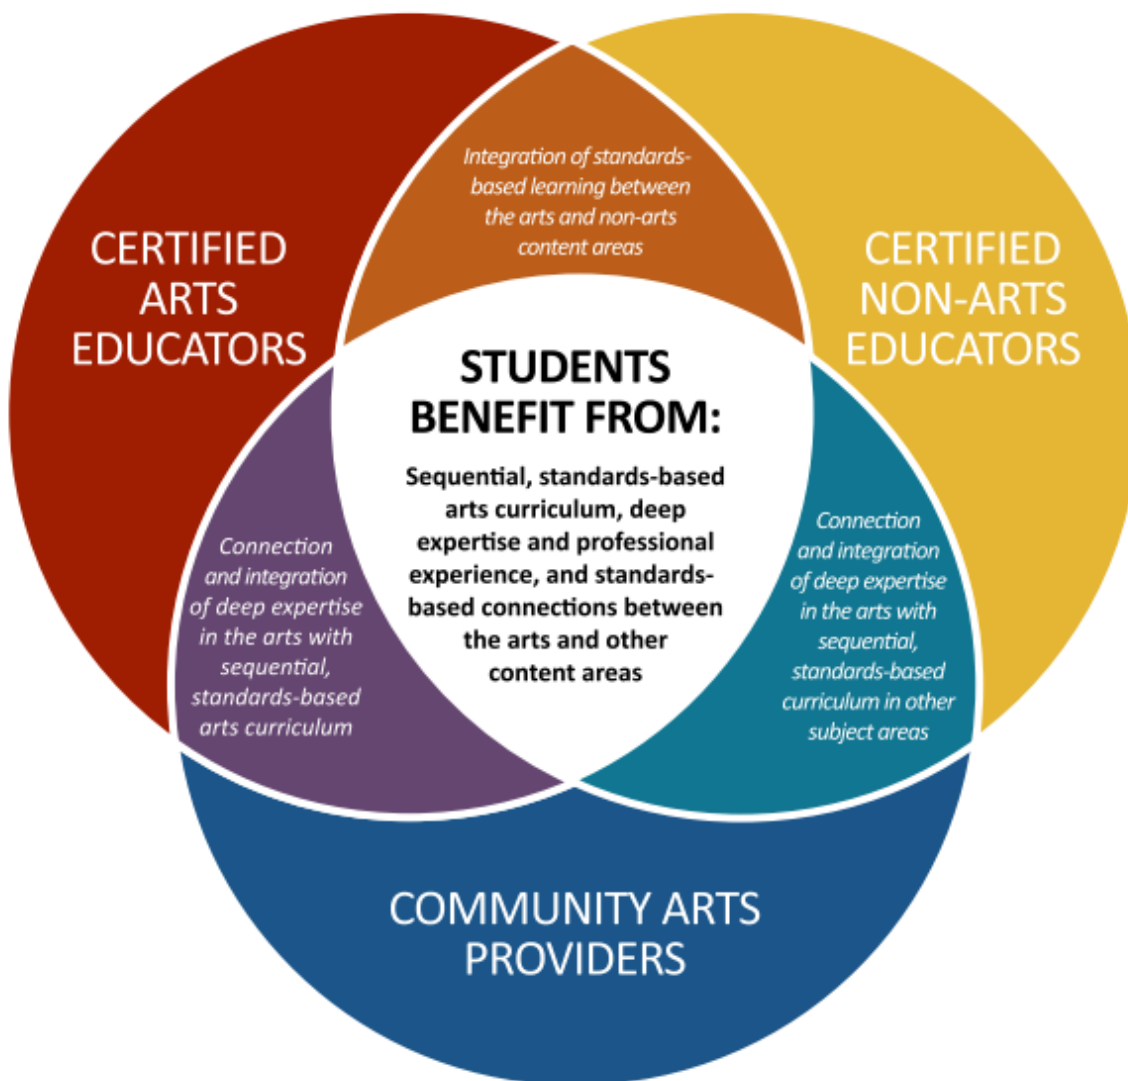 Integration of standards-
based learning between
the arts and non-arts
content areas
CERTIFIED
ARTS
EDUCATORS
CERTIFIED
NON-ARTS
EDUCATORS
STUDENTS
BENEFIT FROM:
Sequential, standards-based
arts curriculum, deep
expertise and professional
experience, and standards-
based connections between
the arts and other
content areas
Connection
and integration
of deep expertise
in the arts with
sequential,
standards-based
arts curriculum
Connection
and integration
of deep expertise
in the arts with
sequential,
standards-based
curriculum in other
subject areas
COMMUNITY ARTS
PROVIDERS